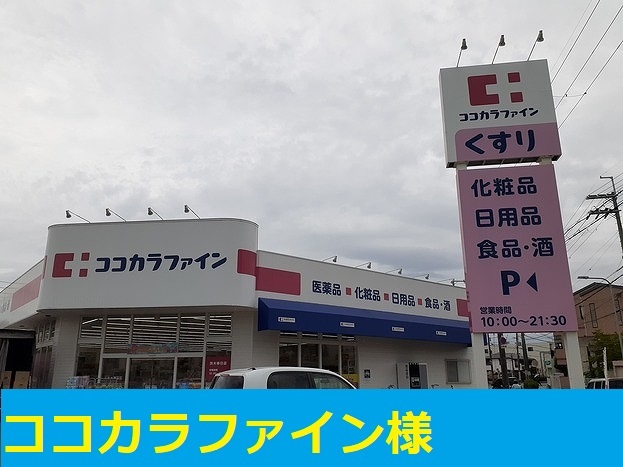 ココカラファイン
くすり
化粧品
日用品
食品・酒
P◀
営業時間
10:00～21:30
ココカラファイン
医薬品■化粧品■日用品■食品・酒
ココカラファイン様